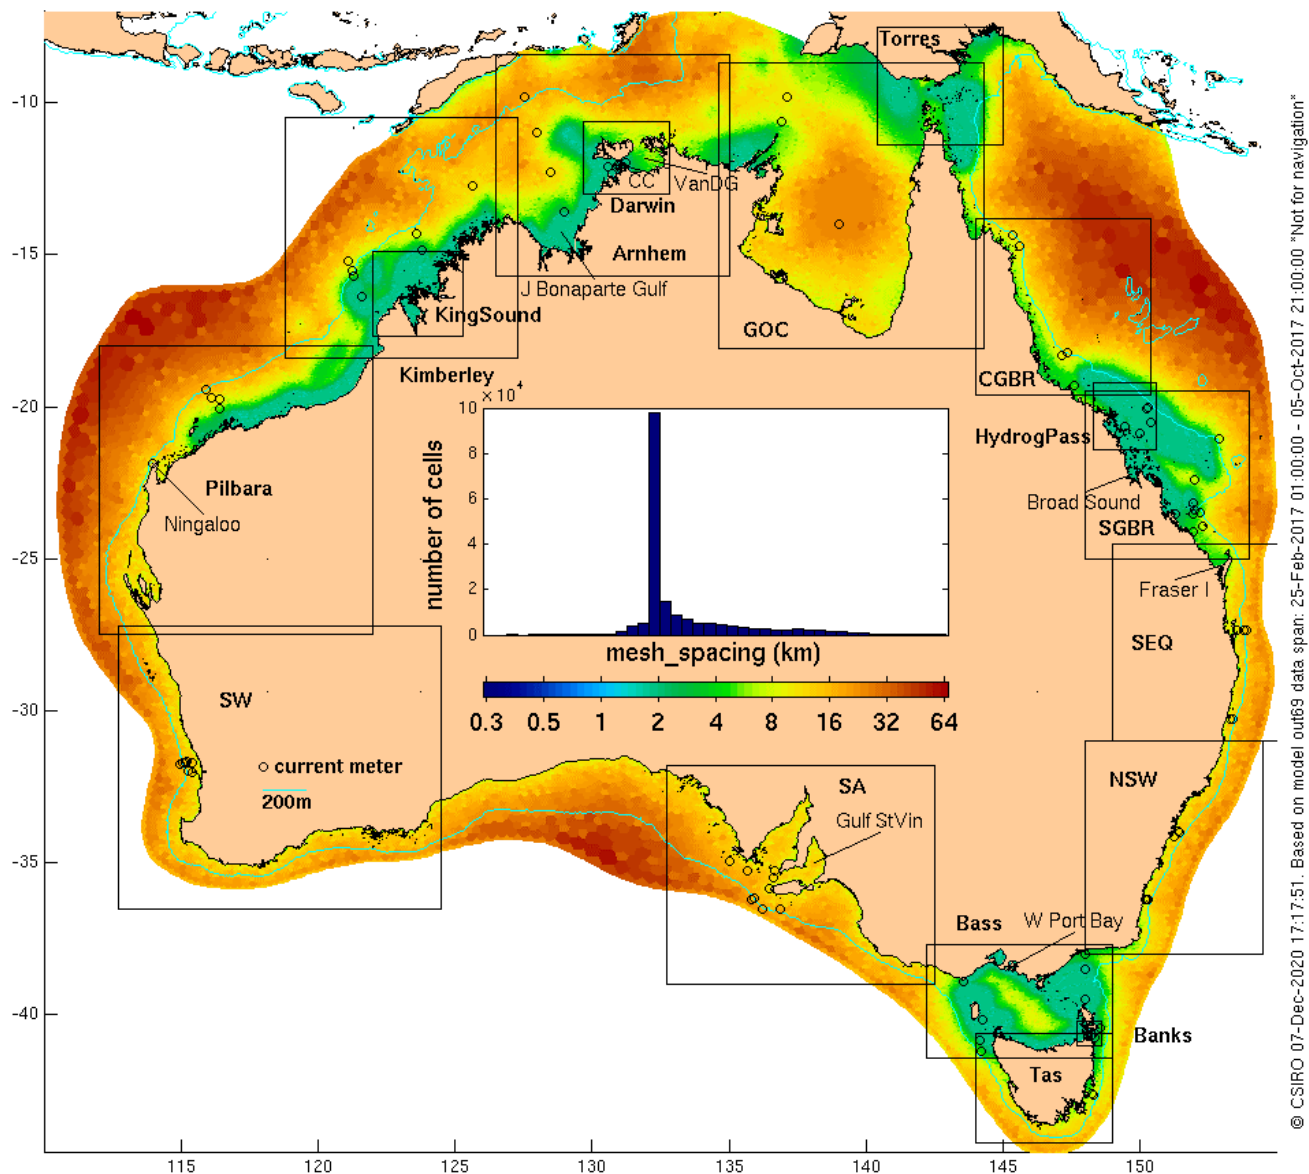 Torres
-10
CC
VanDG
Darwin
Arnhem
-15
J Bonaparte Gulf
KingSound
GOC
Kimberley
CGBR
× 10⁴
10
8
6
4
2
0
number of cells
mesh_spacing (km)
-20
HydrogPass
Pilbara
Ningaloo
Broad Sound
SGBR
-25
Fraser I
SEQ
SW
0.3 0.5 1 2 4 8 16 32 64
-30
current meter
200m
NSW
SA
Gulf StVin
-35
Bass
W Port Bay
-40
Banks
Tas
115 120 125 130 135 140 145 150
© CSIRO 07-Dec-2020 17:17:51. Based on model out69 data span: 25-Feb-2017 01:00:00 - 05-Oct-2017 21:00:00 *Not for navigation*